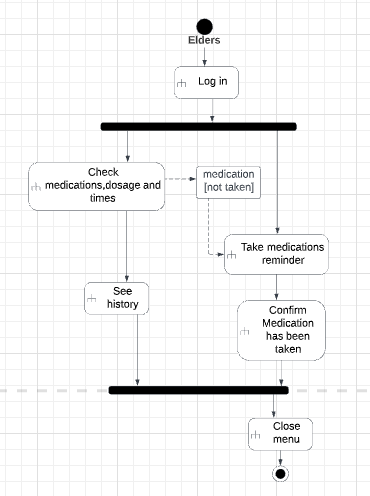 Elders
Log in
Check
medications,dosage and
times
medication
[not taken]
Take medications
reminder
See
history
Confirm
Medication
has been
taken
Close
menu